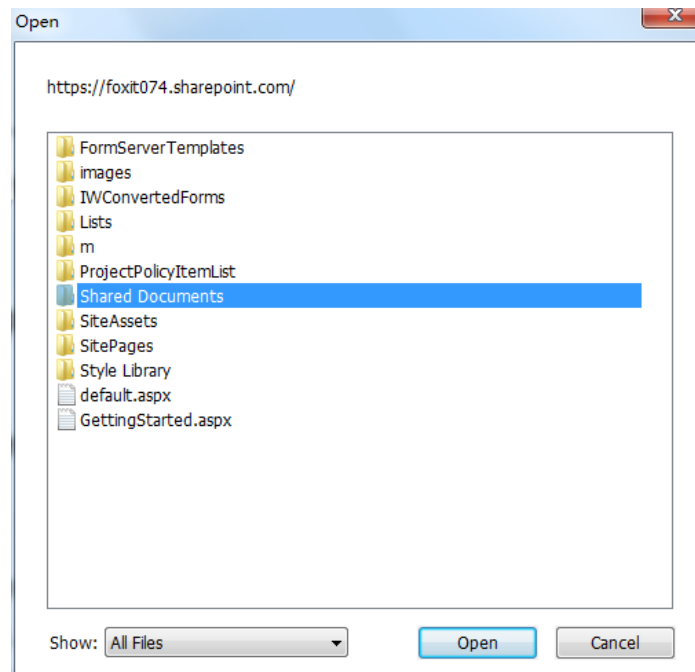 Open
https://foxit074.sharepoint.com/
FormServerTemplates
images
IWConvertedForms
Lists
m
ProjectPolicyItemList
Shared Documents
SiteAssets
SitePages
Style Library
default.aspx
GettingStarted.aspx
Show: All Files Open Cancel